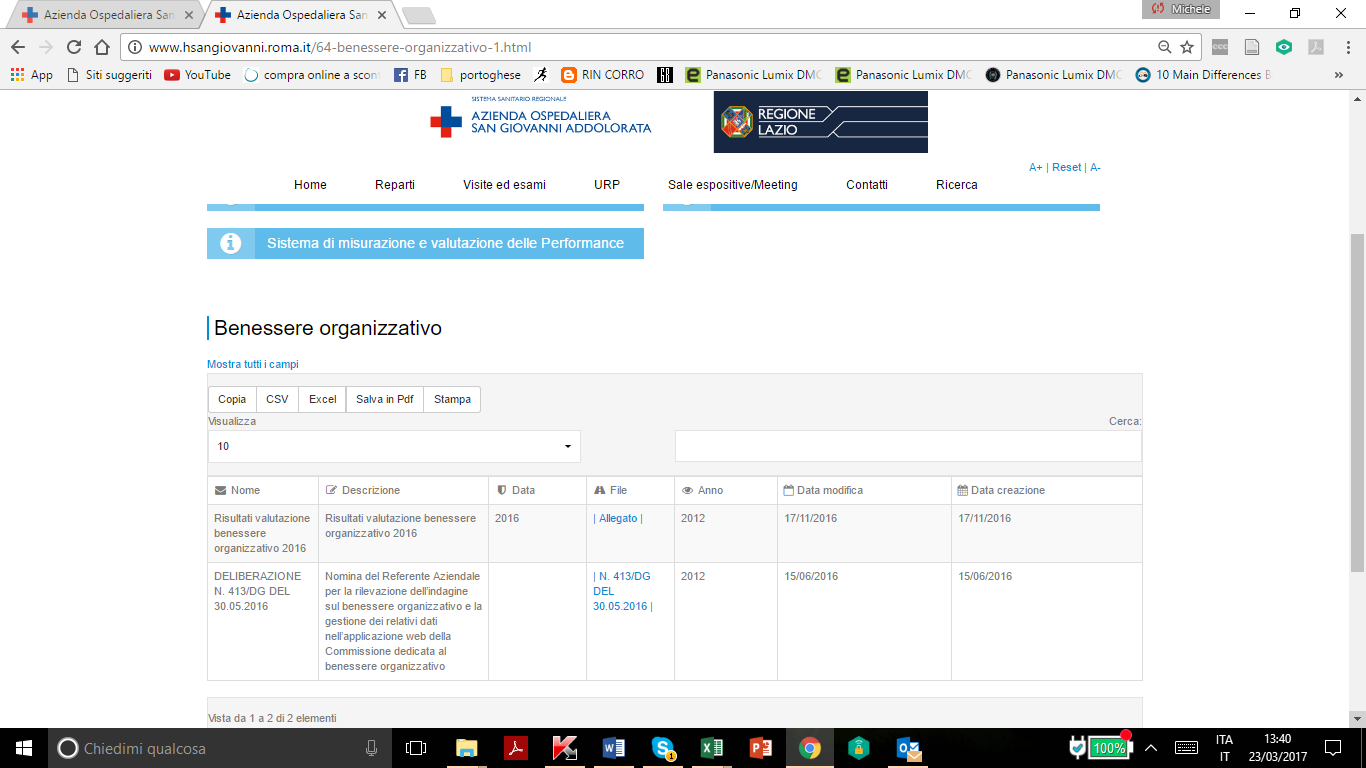 Azienda Ospedaliera San
Azienda Ospedaliera San
Michele
www.hsangiovanni.roma.it/64-benessere-organizzativo-1.html
App Siti suggeriti YouTube compra online a scont FB portoghese RIN CORRO Panasonic Lumix DMC Panasonic Lumix DMC Panasonic Lumix DMC 10 Main Differences B »
SISTEMA SANITARIO REGIONALE
AZIENDA OSPEDALIERA
SAN GIOVANNI ADDOLORATA
REGIONE
LAZIO
A+ | Reset | A-
Home Reparti Visite ed esami URP Sale espositive/Meeting Contatti Ricerca
Sistema di misurazione e valutazione delle Performance
Benessere organizzativo
Mostra tutti i campi
Copia CSV Excel Salva in Pdf Stampa
Visualizza Cerca:
10
Nome Descrizione Data File Anno Data modifica Data creazione
Risultati valutazione
benessere
organizzativo 2016
Risultati valutazione benessere
organizzativo 2016
2016
| Allegato |
2012
17/11/2016
17/11/2016
DELIBERAZIONE
N. 413/DG DEL
30.05.2016
Nomina del Referente Aziendale
per la rilevazione dell'indagine
sul benessere organizzativo e la
gestione dei relativi dati
nell'applicazione web della
Commissione dedicata al
benessere organizzativo
| N. 413/DG
DEL
30.05.2016 |
2012
15/06/2016
15/06/2016
Vista da 1 a 2 di 2 elementi
Chiedimi qualcosa
100%
ITA
IT
13:40
23/03/2017